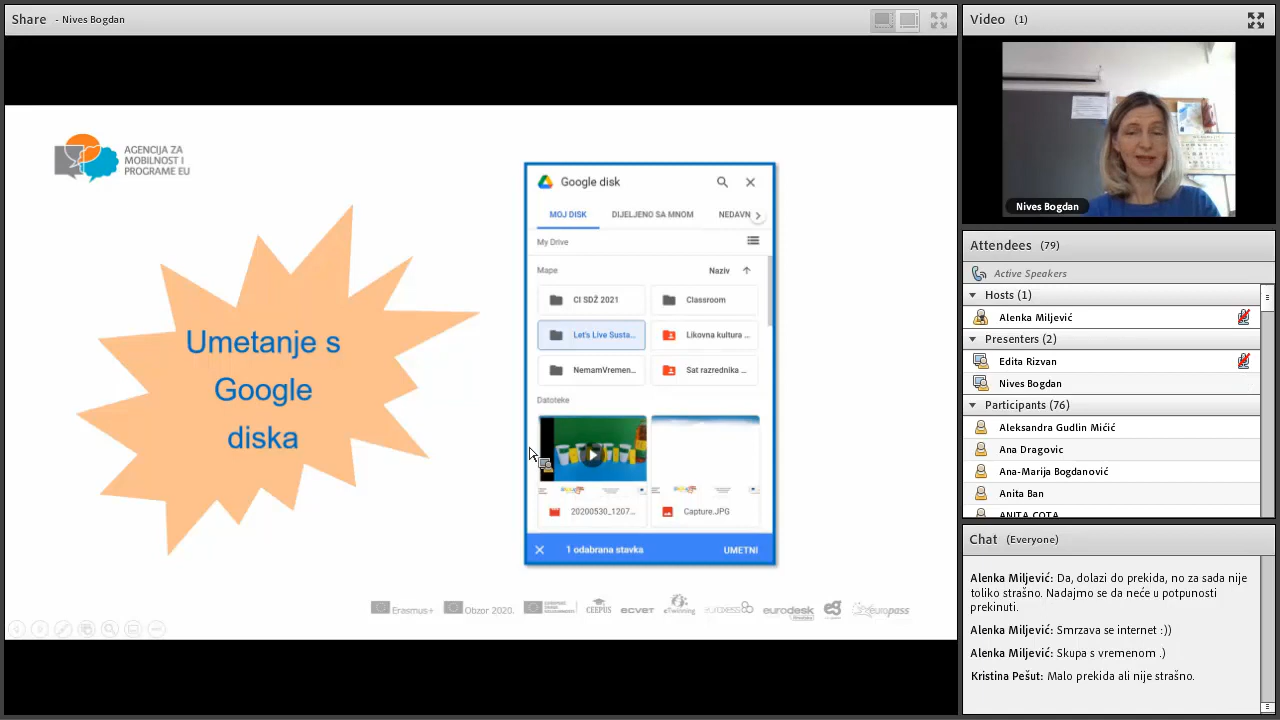 Share - Nives Bogdan
AGENCIJA ZA
MOBILNOST I
PROGRAME EU
Umetanje s
Google
diska
Google disk
MOJ DISK DIJELJENO SA MNOM NEDAVN
My Drive
Mape Naziv
CI SDŽ 2021 Classroom
Let's Live Susta... Likovna kultura ...
NemamVremen... Sat razrednika ...
Datoteke
20200530_1207... Capture.JPG
1 odabrana stavka UMETNI
Erasmus+ Obzor 2020. CEEPUS ECVET eTwinning eurodesk eg europass
Video (1)
Nives Bogdan
Attendees (79)
Active Speakers
Hosts (1)
Alenka Miljević
Presenters (2)
Edita Rizvan
Nives Bogdan
Participants (76)
Aleksandra Gudlin Mićić
Ana Dragovic
Ana-Marija Bogdanović
Anita Ban
ANITA COTA
Chat (Everyone)
Alenka Miljević: Da, dolazi do prekida, no za sada nije
toliko strašno. Nadajmo se da neće u potpunosti
prekinuti.
Alenka Miljević: Smrzava se internet :))
Alenka Miljević: Skupa s vremenom .)
Kristina Pešut: Malo prekida ali nije strašno.